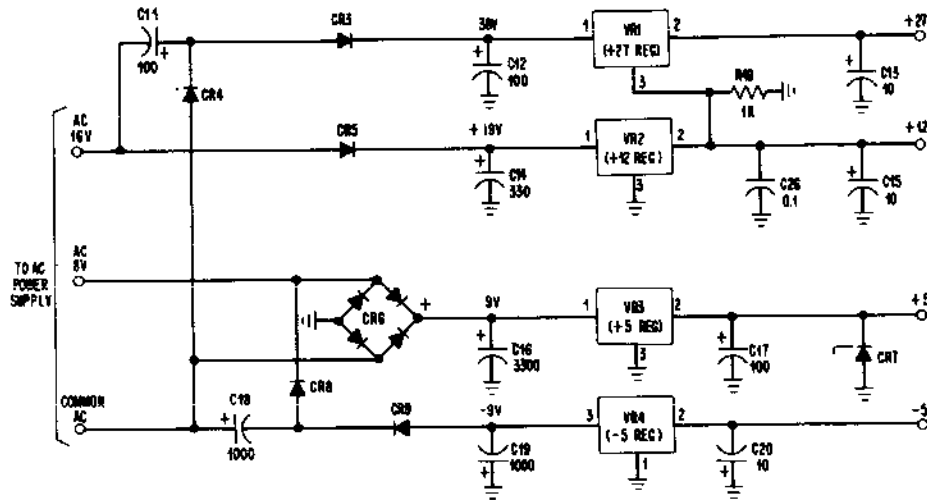 C11
+
100
CR3
38V
+
C12
100
1
VR1
(+27 REG)
2
3
+27
+
C13
10
R40
1K
CR4
AC
16V
CR5
+19V
+
C14
330
1
VR2
(+12 REG)
2
3
+12
C26
0.1
+
C15
10
TO AC
POWER
SUPPLY
AC
8V
CR6
+
9V
+
C16
3300
1
VR3
(+5 REG)
2
3
+5
+
C17
100
CR7
CR8
COMMON
AC
C18
+
1000
CR9
-9V
C19
1000
+
3
VR4
(-5 REG)
2
1
-5
C20
10
+